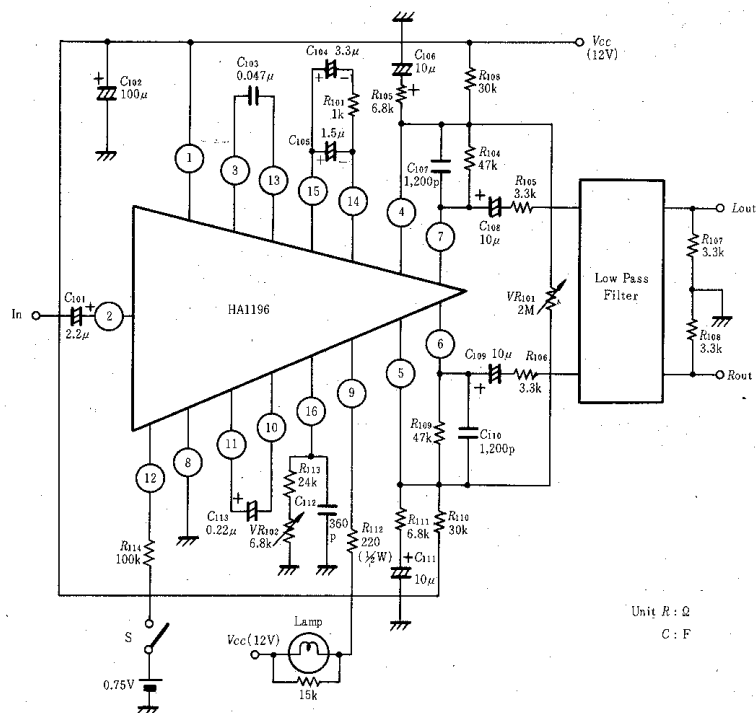 C104 3.3μ
C106
10μ
Vcc
(12V)
C103
0.047μ
R108
30k
+
C102
100μ
+
−
R105
6.8k
+
R101
1k
C105
1.5μ
+
−
C107
1,200p
R104
47k
1
3
13
15
14
4
7
+
C108
10μ
R105
3.3k
Lout
R107
3.3k
In
C101
+
2.2μ
2
HA1196
VR101
2M
Low Pass
Filter
6
5
9
C109
10μ
+
R106
3.3k
R108
3.3k
Rout
16
10
11
12
8
R109
47k
C110
1,200p
R113
24k
C112
360
p
+
C113
0.22μ
VR102
6.8k
R112
220
(½W)
R111
6.8k
R110
30k
+
C111
10μ
R114
100k
S
0.75V
Vcc(12V)
Lamp
15k
Unit R : Ω
C : F